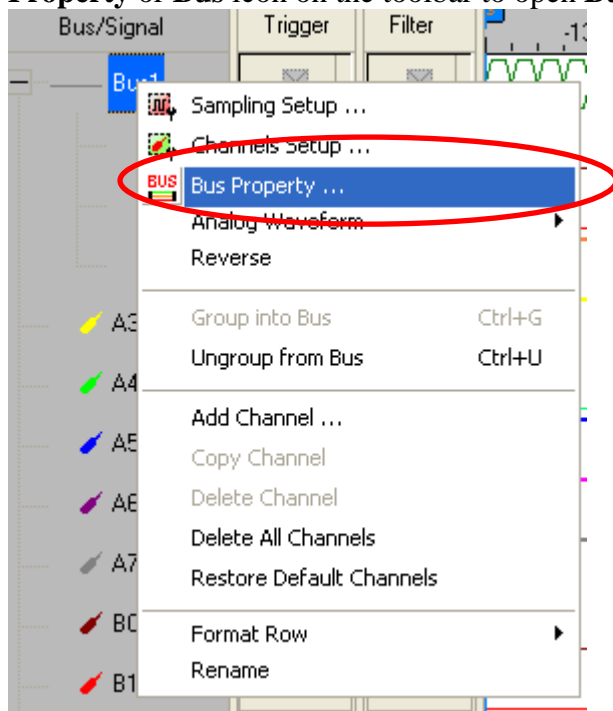 Property or Bus icon on the toolbar to open B
Bus/Signal Trigger Filter
Bus1
Sampling Setup ...
Channels Setup ...
BUS Bus Property ...
Analog Waveform
Reverse
A3 Group into Bus Ctrl+G
Ungroup from Bus Ctrl+U
A4
Add Channel ...
A5
Copy Channel
A6 Delete Channel
Delete All Channels
A7
Restore Default Channels
B0 Format Row
Rename
B1